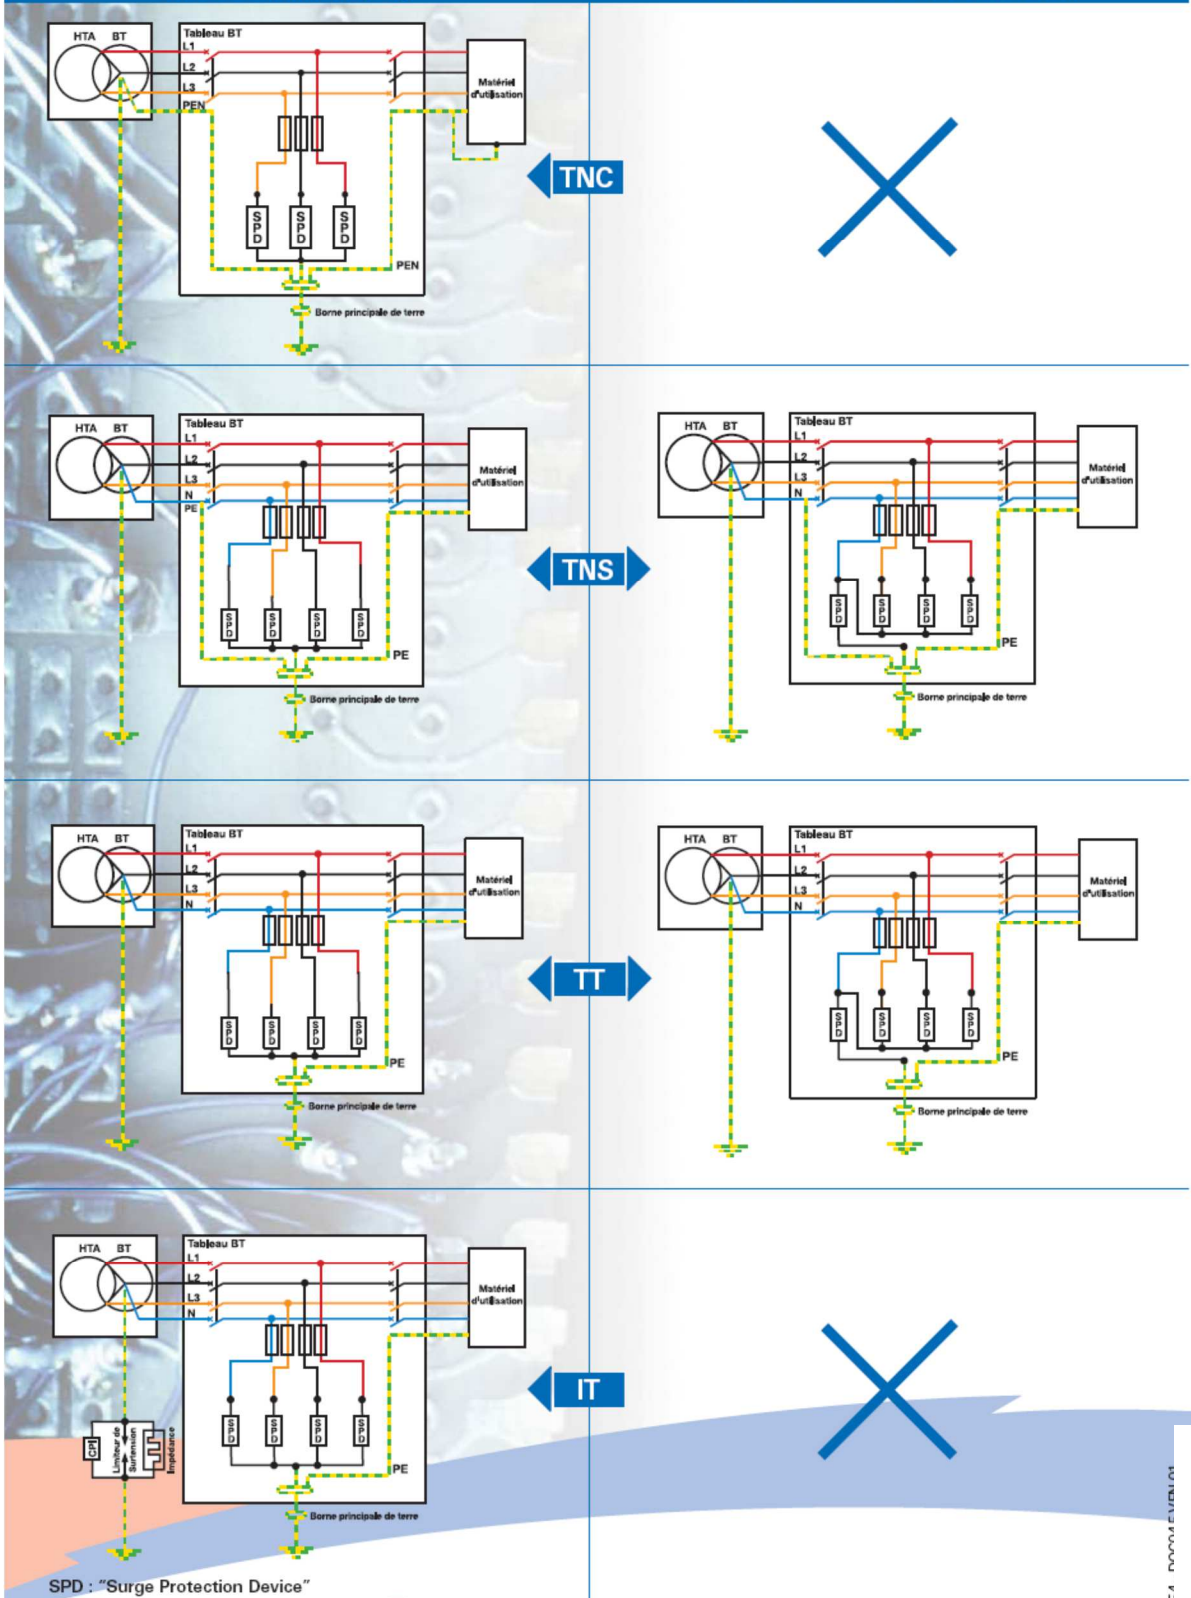 HTA BT
Tableau BT
L1
L2
L3
PEN
Matériel
d'utilisation
SPD SPD SPD
PEN
Borne principale de terre
TNC
HTA BT
Tableau BT
L1
L2
L3
N
PE
Matériel
d'utilisation
SPD SPD SPD SPD
PE
Borne principale de terre
TNS
HTA BT
Tableau BT
L1
L2
L3
N
Matériel
d'utilisation
SPD SPD SPD SPD
PE
Borne principale de terre
HTA BT
Tableau BT
L1
L2
L3
N
Matériel
d'utilisation
SPD SPD SPD SPD
PE
Borne principale de terre
TT
HTA BT
Tableau BT
L1
L2
L3
N
Matériel
d'utilisation
SPD SPD SPD SPD
PE
Borne principale de terre
HTA BT
Tableau BT
L1
L2
L3
N
Matériel
d'utilisation
CPI
Limiteur de
Surtension
Impédance
SPD SPD SPD SPD
PE
Borne principale de terre
IT
SPD : "Surge Protection Device"